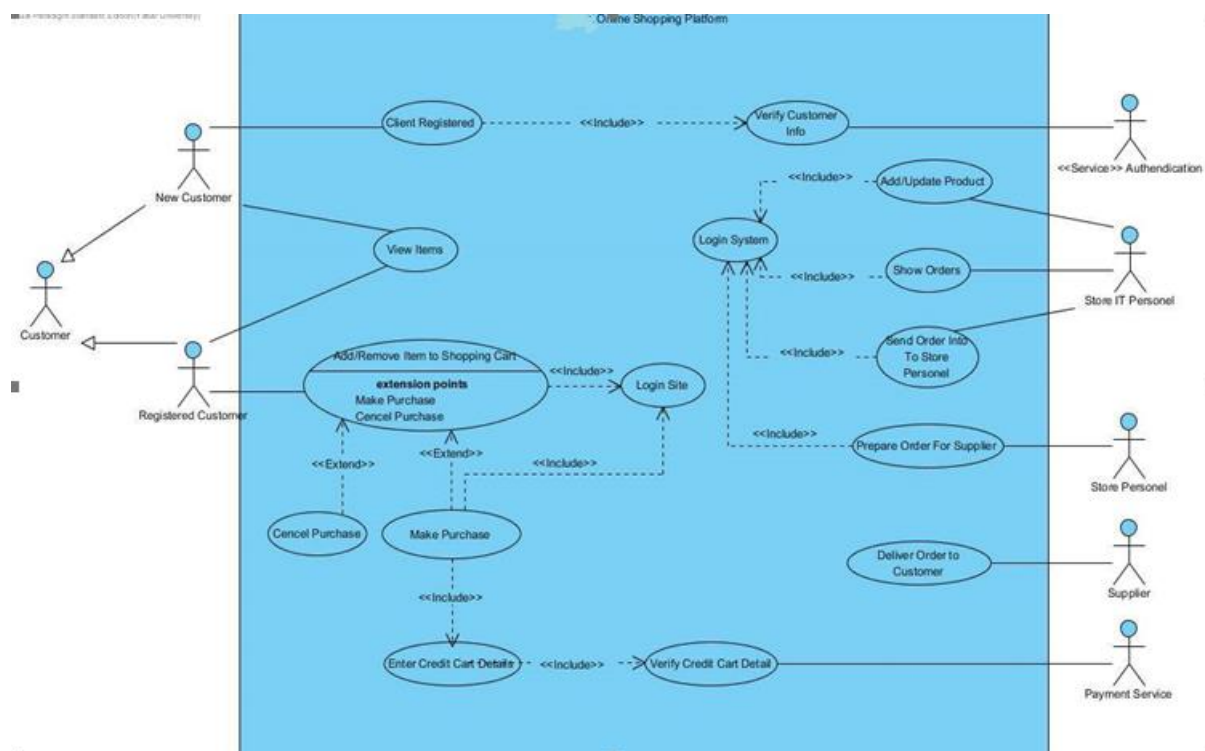 Online Shopping Platform
Client Registered
<<Include>>
Verify Customer
Info
<<Service>> Authendication
New Customer
<<Include>>
Add/Update Product
View Items
Login System
<<Include>>
Show Orders
Store IT Personel
Customer
Add/Remove Item to Shopping Cart
extension points
Make Purchase
Cencel Purchase
<<Include>>
Login Site
<<Include>>
Send Order Into
To Store
Personel
Registered Customer
<<Extend>>
<<Extend>>
<<Include>>
<<Include>>
Prepare Order For Supplier
Store Personel
Cencel Purchase
Make Purchase
Deliver Order to
Customer
Supplier
<<Include>>
Enter Credit Cart Details
<<Include>>
Verify Credit Cart Detail
Payment Service